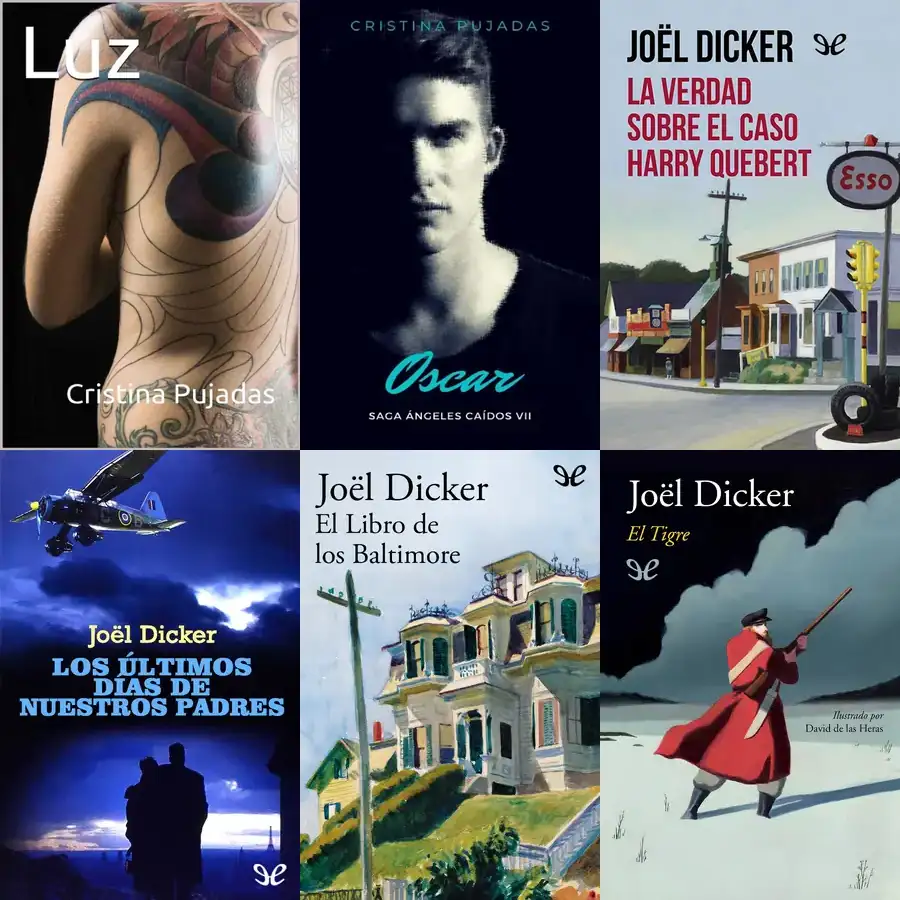 Luz
Cristina Pujadas
CRISTINA PUJADAS
Oscar
SAGA ÁNGELES CAÍDOS VII
JOËL DICKER
LA VERDAD
SOBRE EL CASO
HARRY QUEBERT
Esso
Joël Dicker
LOS ÚLTIMOS
DÍAS DE
NUESTROS PADRES
Joël Dicker
El Libro de
los Baltimore
Joël Dicker
El Tigre
Ilustrado por
David de las Heras